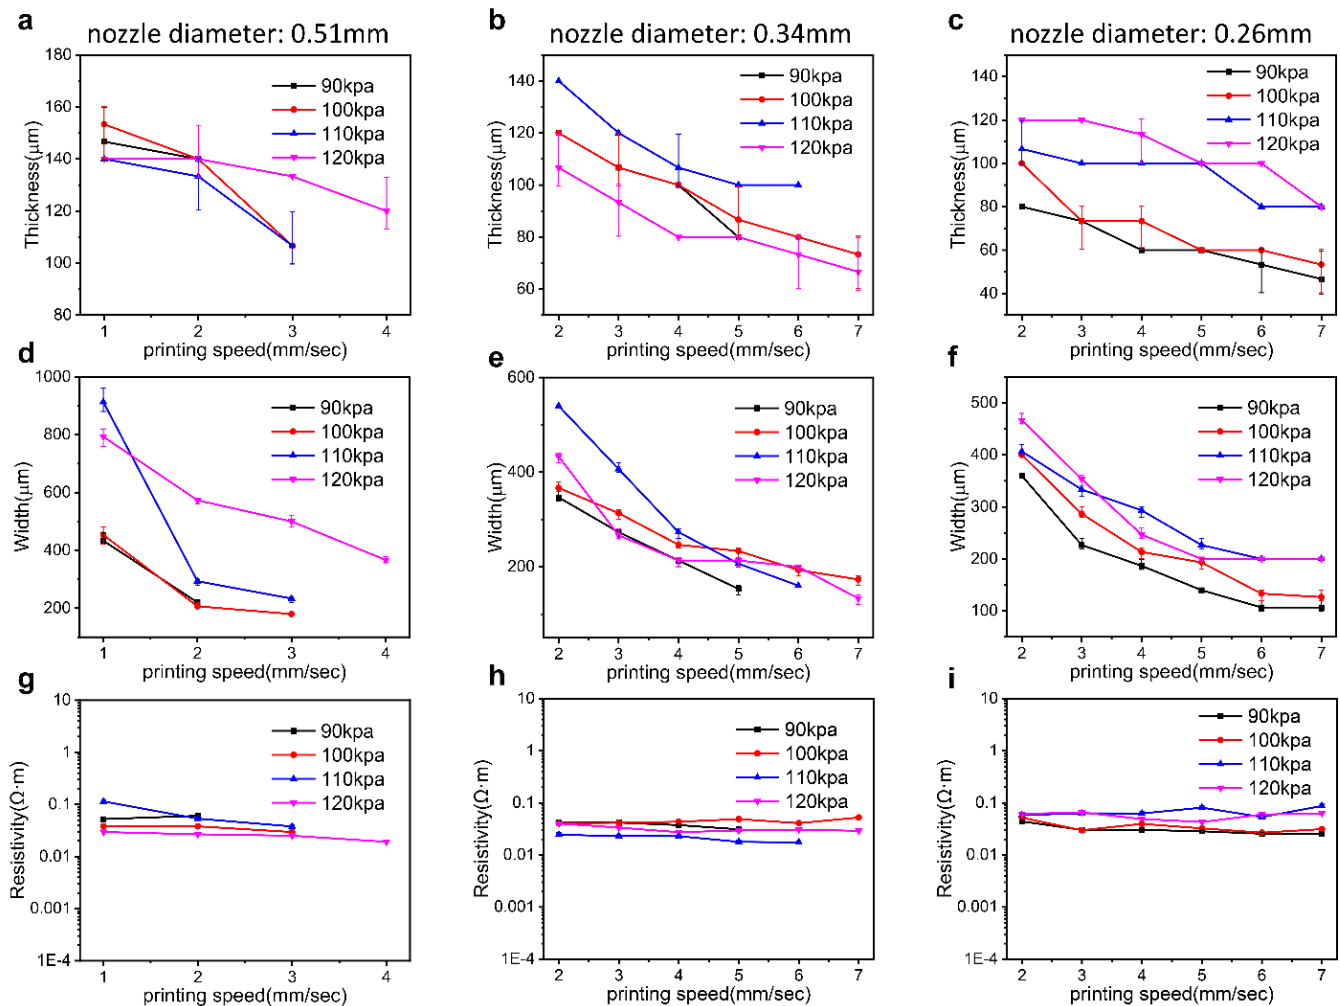 a
nozzle diameter: 0.51mm
180
160
140
120
100
80
Thickness(μm)
90kpa
100kpa
110kpa
120kpa
1
2
3
4
printing speed(mm/sec)
b
nozzle diameter: 0.34mm
140
120
100
80
60
Thickness(μm)
90kpa
100kpa
110kpa
120kpa
2
3
4
5
6
7
printing speed(mm/sec)
c
nozzle diameter: 0.26mm
140
120
100
80
60
40
Thickness(μm)
90kpa
100kpa
110kpa
120kpa
2
3
4
5
6
7
printing speed(mm/sec)
d
1000
800
600
400
200
Width(μm)
90kpa
100kpa
110kpa
120kpa
1
2
3
4
printing speed(mm/sec)
e
600
400
200
Width(μm)
90kpa
100kpa
110kpa
120kpa
2
3
4
5
6
7
printing speed(mm/sec)
f
500
400
300
200
100
Width(μm)
90kpa
100kpa
110kpa
120kpa
2
3
4
5
6
7
printing speed(mm/sec)
g
10
1
0.1
0.01
0.001
1E-4
Resistivity(Ω·m)
90kpa
100kpa
110kpa
120kpa
1
2
3
4
printing speed(mm/sec)
h
10
1
0.1
0.01
0.001
1E-4
Resistivity(Ω·m)
90kpa
100kpa
110kpa
120kpa
2
3
4
5
6
7
printing speed(mm/sec)
i
10
1
0.1
0.01
0.001
1E-4
Resistivity(Ω·m)
90kpa
100kpa
110kpa
120kpa
2
3
4
5
6
7
printing speed(mm/sec)